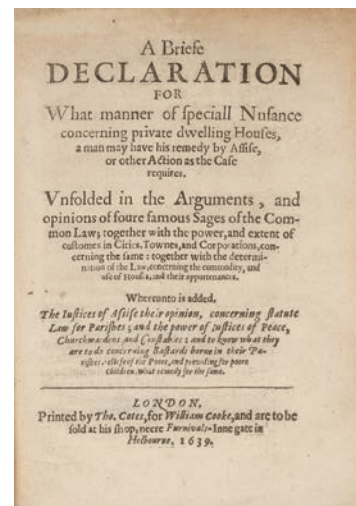 A Briefe
DECLARATION
FOR
What manner of speciall Nusance
concerning private dwelling Houses,
a man may have his remedy by Assise,
or other Action as the Case
requires.
Vnfolded in the Arguments, and
opinions of foure famous Sages of the Com-
mon Law; together with the power, and extent of
customes in Cities, Townes, and Corporations, con-
cerning the same: together with the determi-
nation of the Law, concerning the commodity, and
use of Houses, and their appurtenances.
Whereunto is added,
The Iustices of Assise their opinion, concerning statute
Law for Parishes; and the power of Iustices of Peace,
Churchwardens, and Constables: and to know what they
are to do concerning Bastards borne in their Pa-
rishes, reliefe of the Poore, and providing for poore
Children, what remedy for the same.
LONDON,
Printed by Tho. Cotes, for William Cooke, and are to be
sold at his shop, neere Furnivals-Inne gate in
Holbourne, 1639.